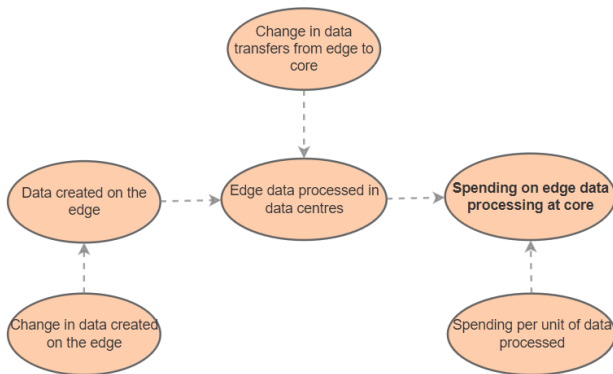 Change in data
transfers from edge to
core
Data created on the
edge
Edge data processed in
data centres
Spending on edge data
processing at core
Change in data created
on the edge
Spending per unit of data
processed